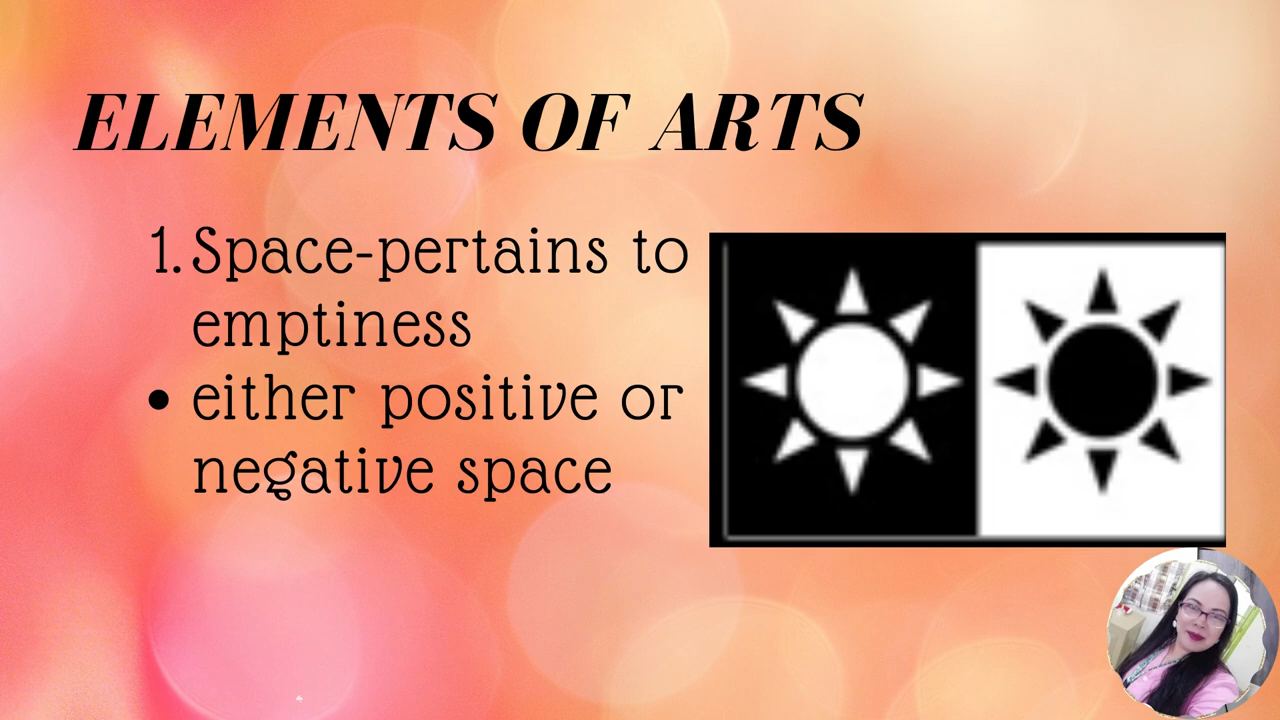 ELEMENTS OF ARTS
1. Space-pertains to
emptiness
• either positive or
negative space